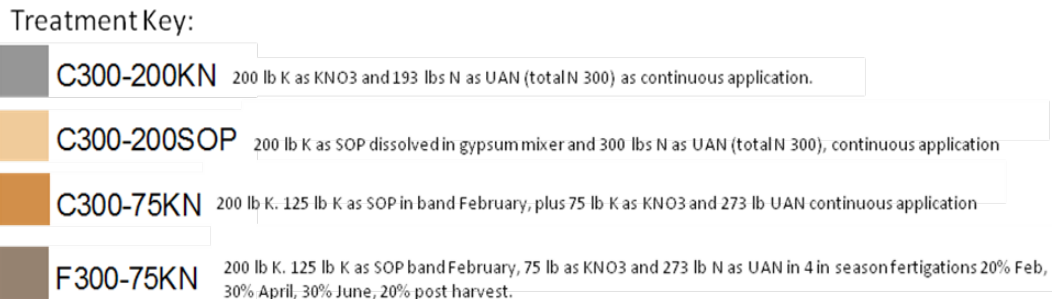 Treatment Key:
C300-200KN 200 lb K as KNO3 and 193 lbs N as UAN (total N 300) as continuous application.
C300-200SOP 200 lb K as SOP dissolved in gypsum mixer and 300 lbs N as UAN (total N 300), continuous application
C300-75KN 200 lb K. 125 lb K as SOP in band February, plus 75 lb K as KNO3 and 273 lb UAN continuous application
F300-75KN 200 lb K. 125 lb K as SOP band February, 75 lb as KNO3 and 273 lb N as UAN in 4 in season fertigations 20% Feb,
30% April, 30% June, 20% post harvest.